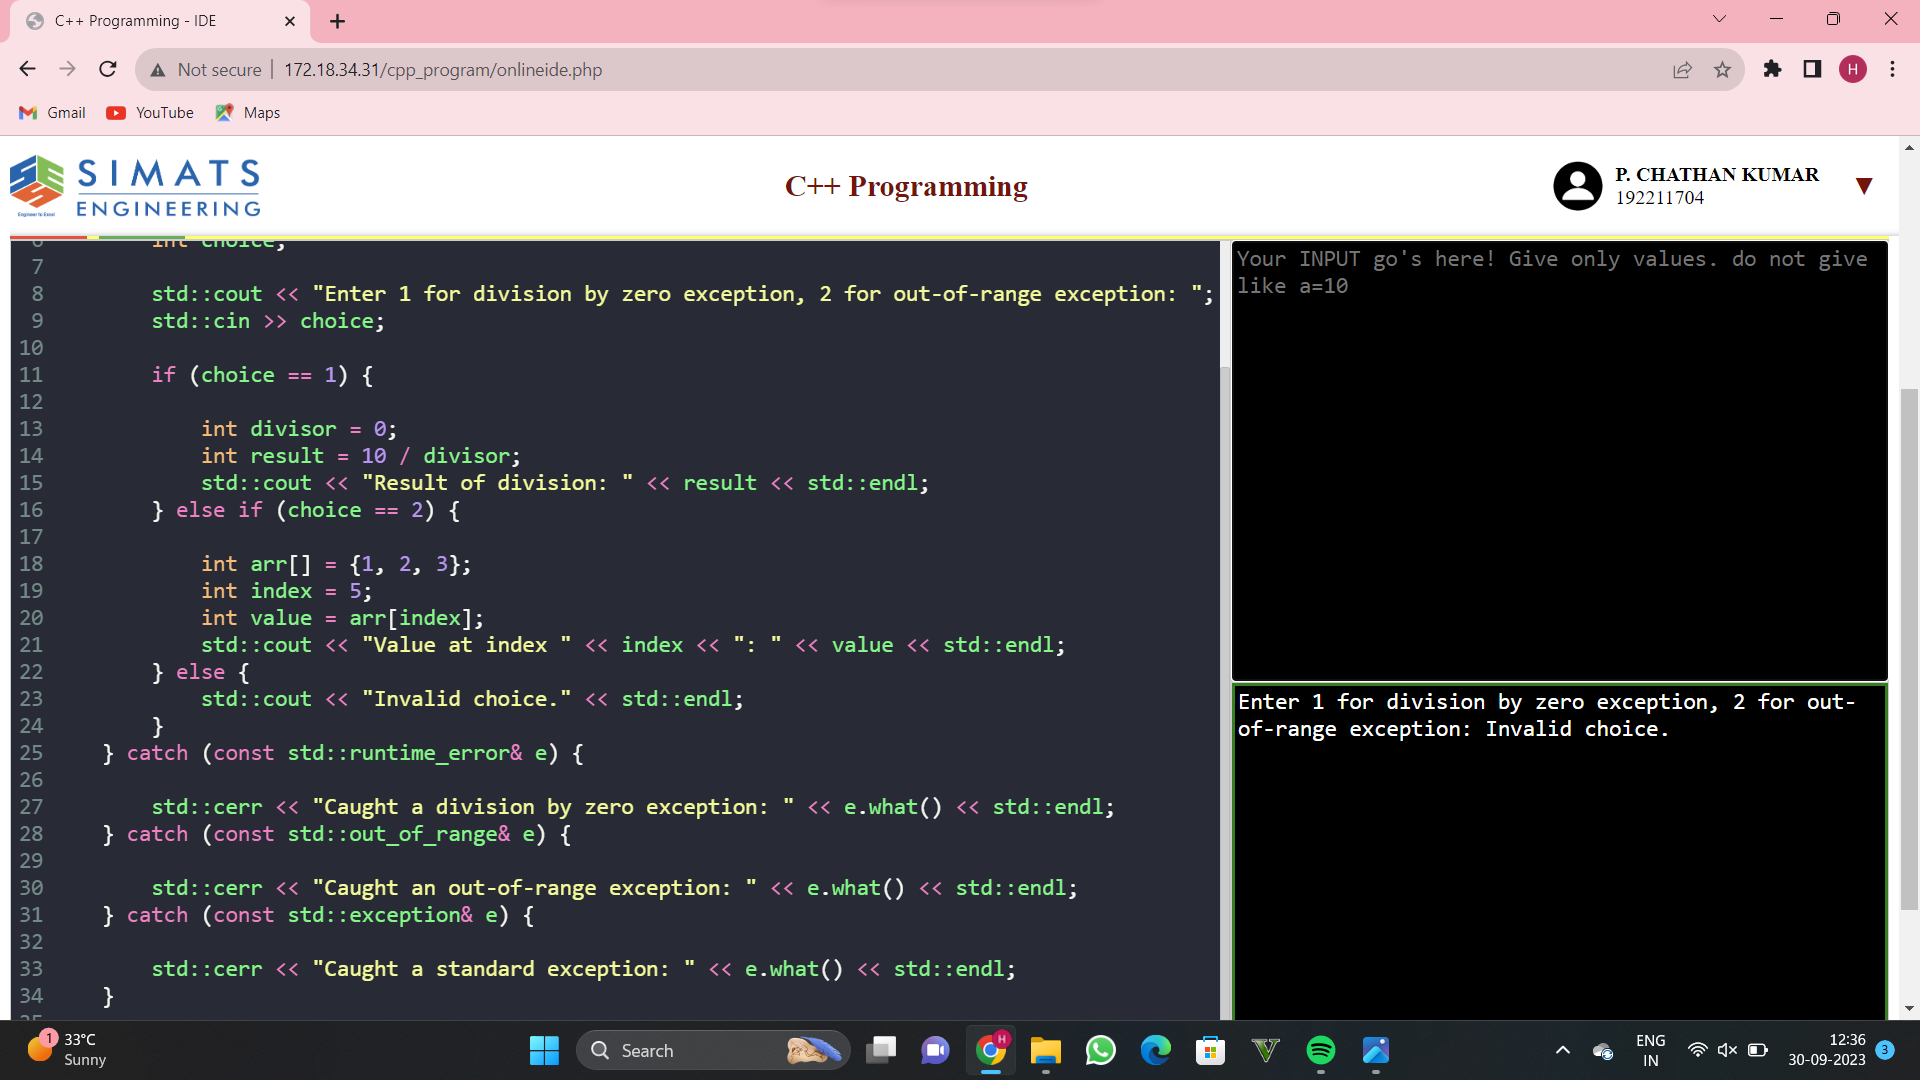 C++ Programming - IDE
Not secure
172.18.34.31/cpp_program/onlineide.php
H
Gmail
YouTube
Maps
SIMATS
ENGINEERING
Engineer to Excel
C++ Programming
P. CHATHAN KUMAR
192211704
6 int choice;
7
8 std::cout << "Enter 1 for division by zero exception, 2 for out-of-range exception: ";
9 std::cin >> choice;
10
11 if (choice == 1) {
12
13 int divisor = 0;
14 int result = 10 / divisor;
15 std::cout << "Result of division: " << result << std::endl;
16 } else if (choice == 2) {
17
18 int arr[] = {1, 2, 3};
19 int index = 5;
20 int value = arr[index];
21 std::cout << "Value at index " << index << ": " << value << std::endl;
22 } else {
23 std::cout << "Invalid choice." << std::endl;
24 }
25 } catch (const std::runtime_error& e) {
26
27 std::cerr << "Caught a division by zero exception: " << e.what() << std::endl;
28 } catch (const std::out_of_range& e) {
29
30 std::cerr << "Caught an out-of-range exception: " << e.what() << std::endl;
31 } catch (const std::exception& e) {
32
33 std::cerr << "Caught a standard exception: " << e.what() << std::endl;
34 }
35
Your INPUT go's here! Give only values. do not give
like a=10
Enter 1 for division by zero exception, 2 for out-
of-range exception: Invalid choice.
1
33°C
Sunny
Search
H
ENG
IN
12:36
30-09-2023
3